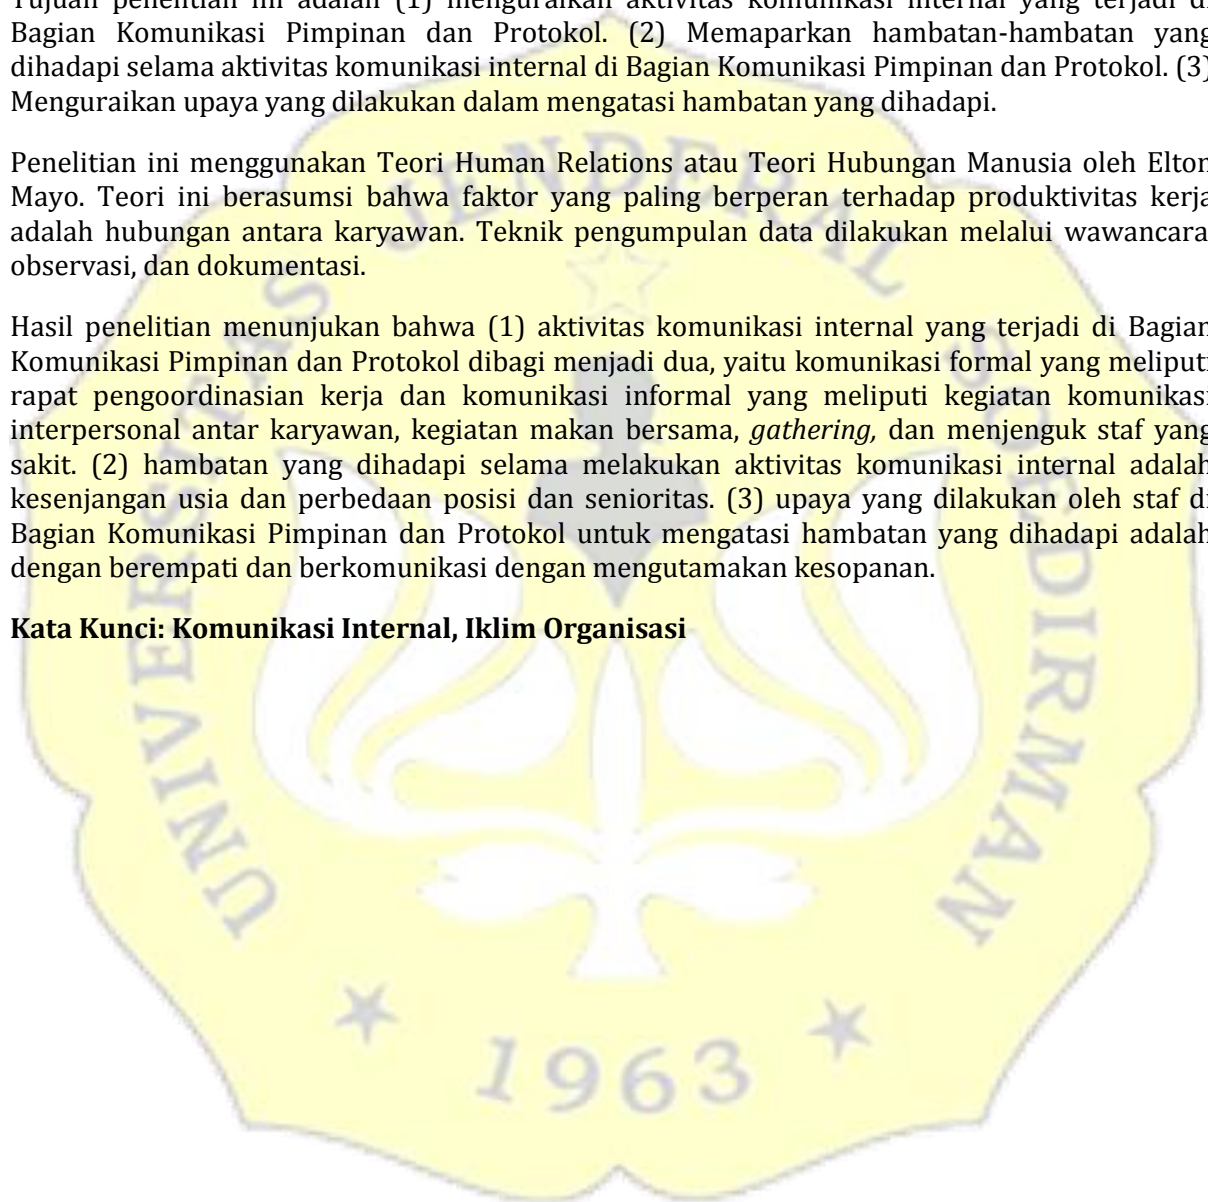 Tujuan penelitian ini adalah (1) menguraikan aktivitas komunikasi internal yang terjadi di
Bagian Komunikasi Pimpinan dan Protokol. (2) Memaparkan hambatan-hambatan yang
dihadapi selama aktivitas komunikasi internal di Bagian Komunikasi Pimpinan dan Protokol. (3)
Menguraikan upaya yang dilakukan dalam mengatasi hambatan yang dihadapi.
Penelitian ini menggunakan Teori Human Relations atau Teori Hubungan Manusia oleh Elton
Mayo. Teori ini berasumsi bahwa faktor yang paling berperan terhadap produktivitas kerja
adalah hubungan antara karyawan. Teknik pengumpulan data dilakukan melalui wawancara,
observasi, dan dokumentasi.
Hasil penelitian menunjukan bahwa (1) aktivitas komunikasi internal yang terjadi di Bagian
Komunikasi Pimpinan dan Protokol dibagi menjadi dua, yaitu komunikasi formal yang meliputi
rapat pengoordinasian kerja dan komunikasi informal yang meliputi kegiatan komunikasi
interpersonal antar karyawan, kegiatan makan bersama, gathering, dan menjenguk staf yang
sakit. (2) hambatan yang dihadapi selama melakukan aktivitas komunikasi internal adalah
kesenjangan usia dan perbedaan posisi dan senioritas. (3) upaya yang dilakukan oleh staf di
Bagian Komunikasi Pimpinan dan Protokol untuk mengatasi hambatan yang dihadapi adalah
dengan berempati dan berkomunikasi dengan mengutamakan kesopanan.
Kata Kunci: Komunikasi Internal, Iklim Organisasi
UNIVERSITAS JENDERAL SOEDIRMAN
1963